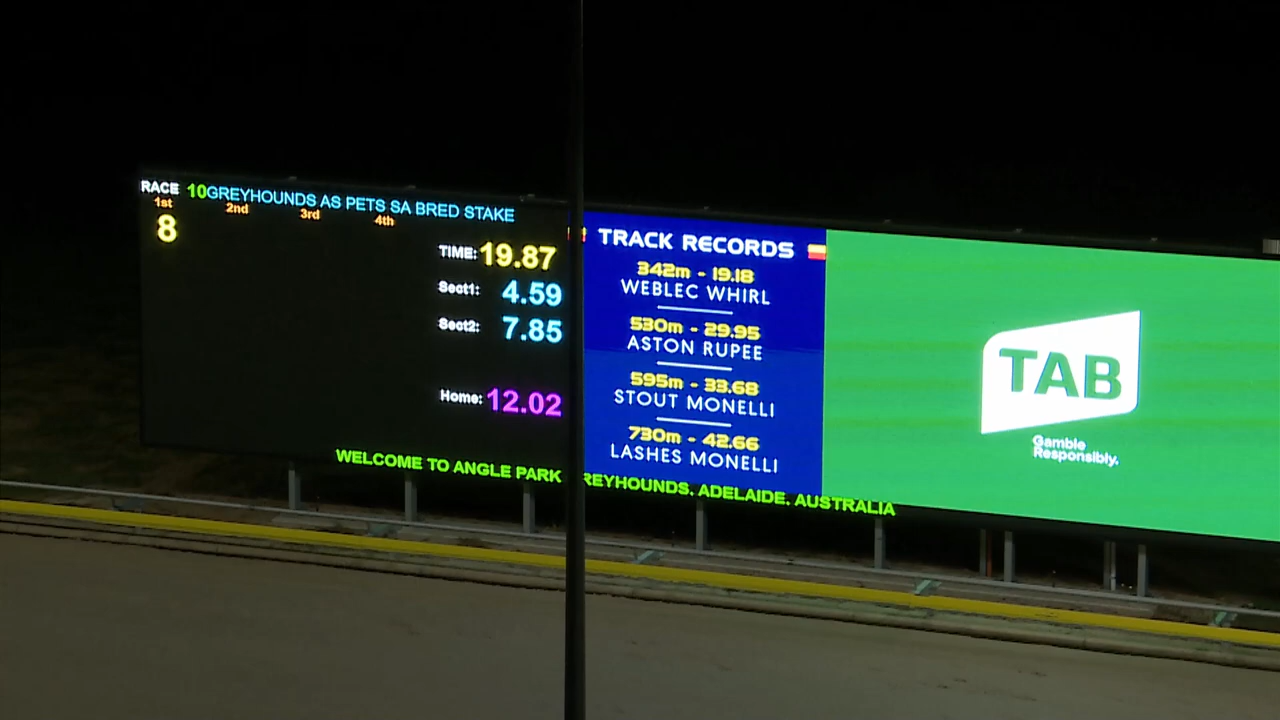 RACE 10GREYHOUNDS AS PETS SA BRED STAKE
1st 2nd 3rd 4th
8
TIME: 19.87
Sect1: 4.59
Sect2: 7.85
Home: 12.02
TRACK RECORDS
342m - 19.18
WEBLEC WHIRL
530m - 29.95
ASTON RUPEE
595m - 33.68
STOUT MONELLI
730m - 42.66
LASHES MONELLI
TAB
Gamble
Responsibly.
WELCOME TO ANGLE PARK REYHOUNDS. ADELAIDE. AUSTRALIA